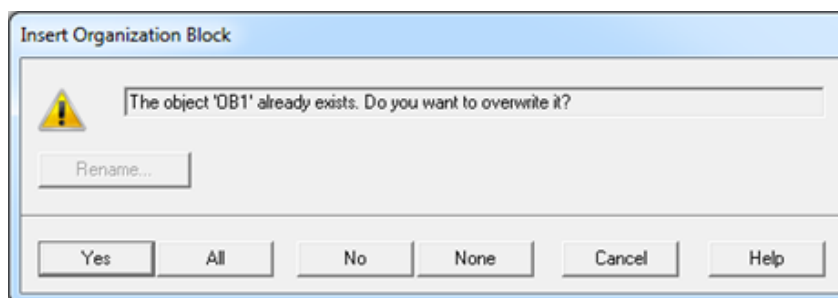 Insert Organization Block
The object 'OB1' already exists. Do you want to overwrite it?
Rename...
Yes All No None Cancel Help